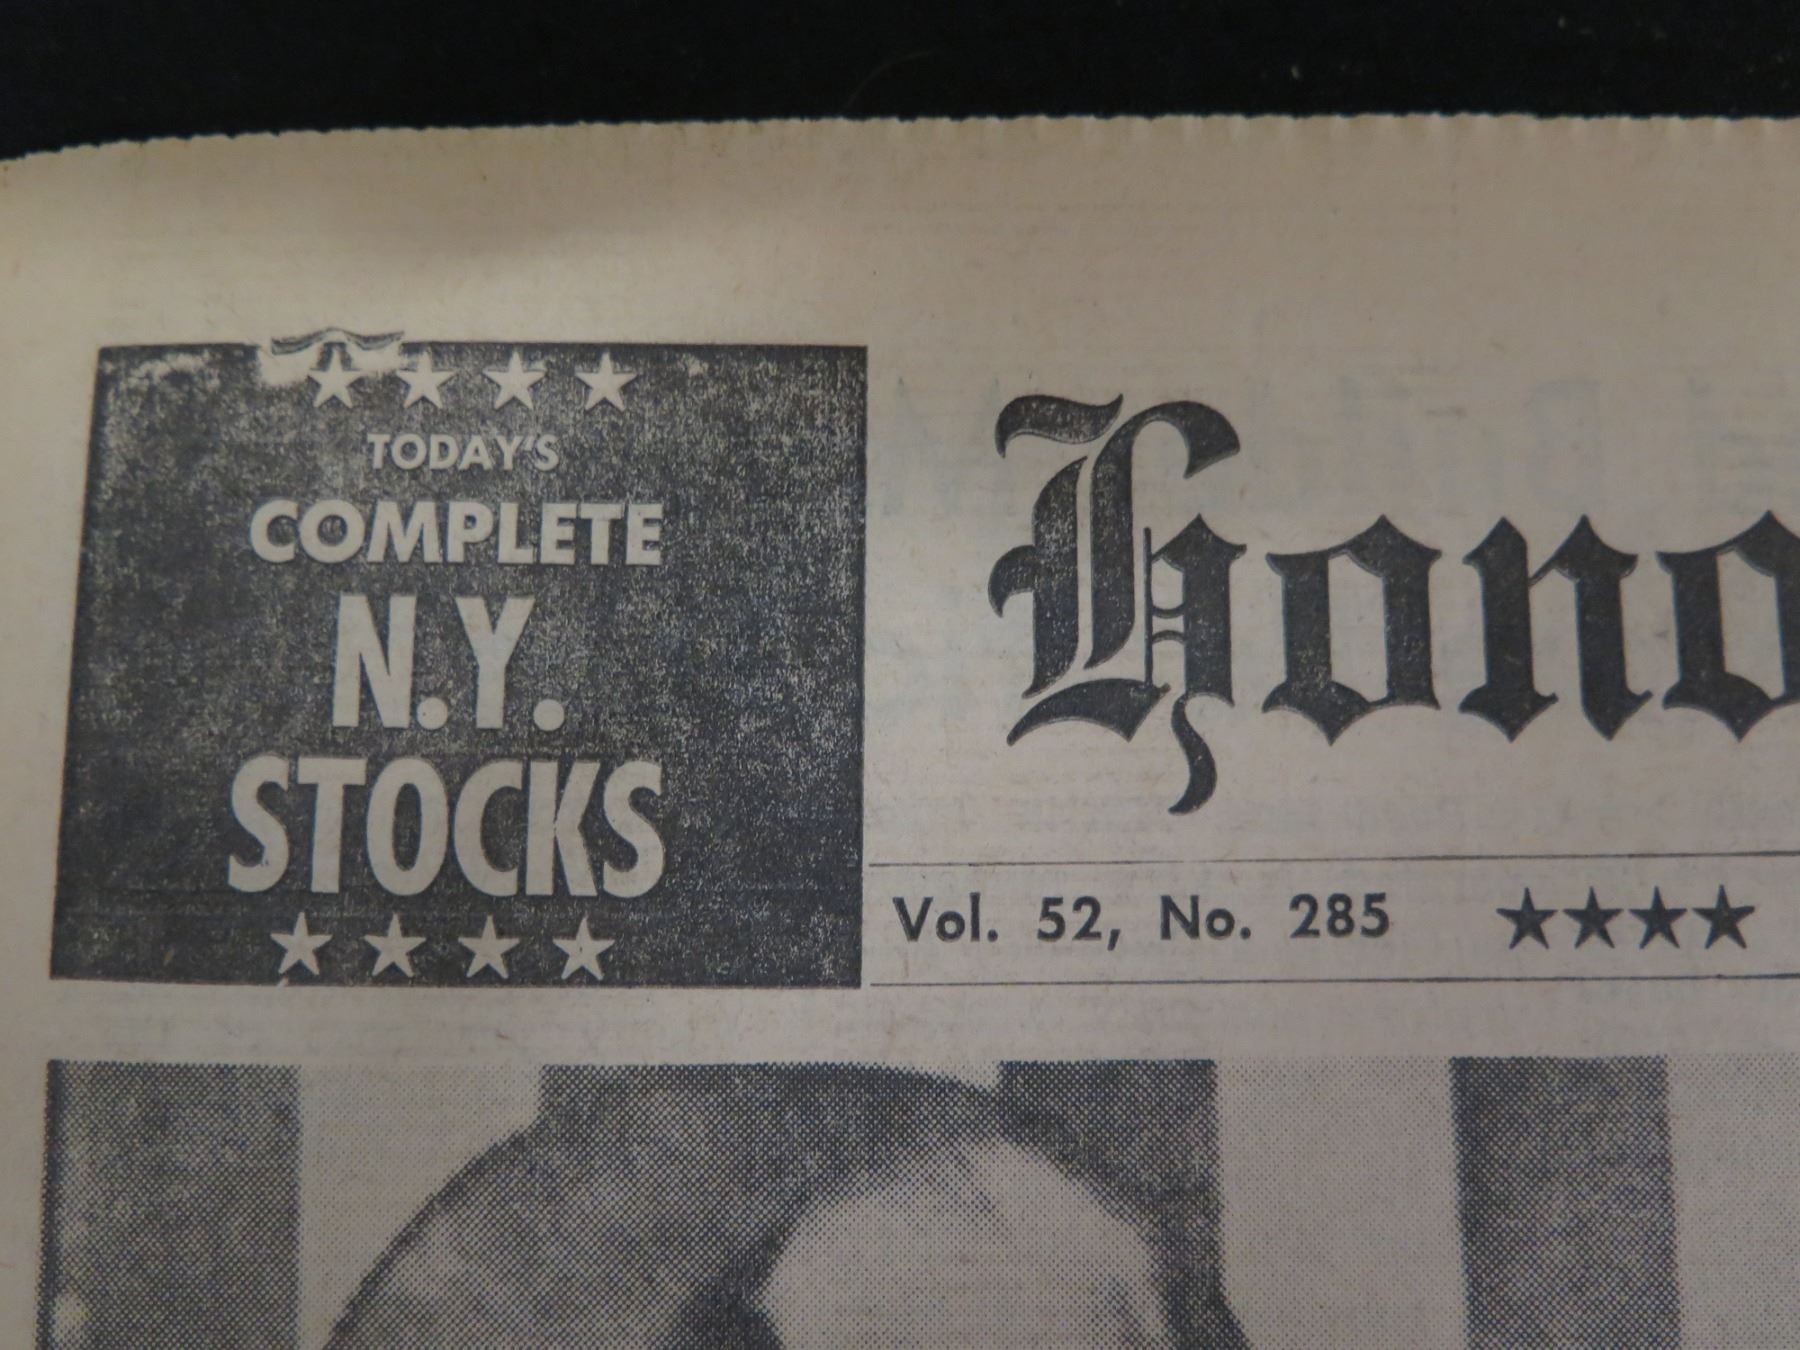 ★ ★ ★ ★
TODAY'S
COMPLETE
N.Y.
STOCKS
★ ★ ★ ★
Hono
Vol. 52, No. 285 ★★★★